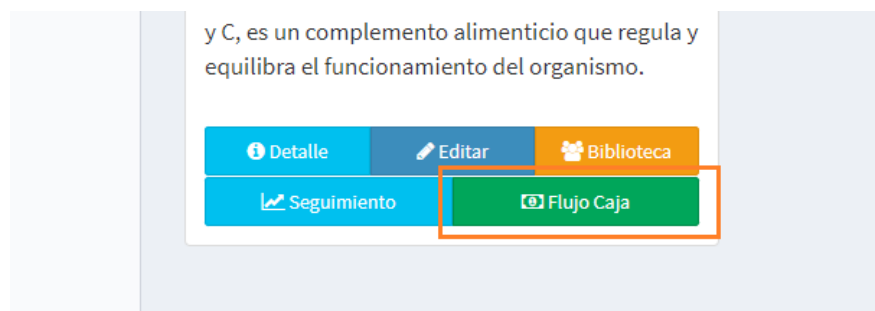 y C, es un complemento alimenticio que regula y
equilibra el funcionamiento del organismo.
Detalle Editar Biblioteca
Seguimiento Flujo Caja